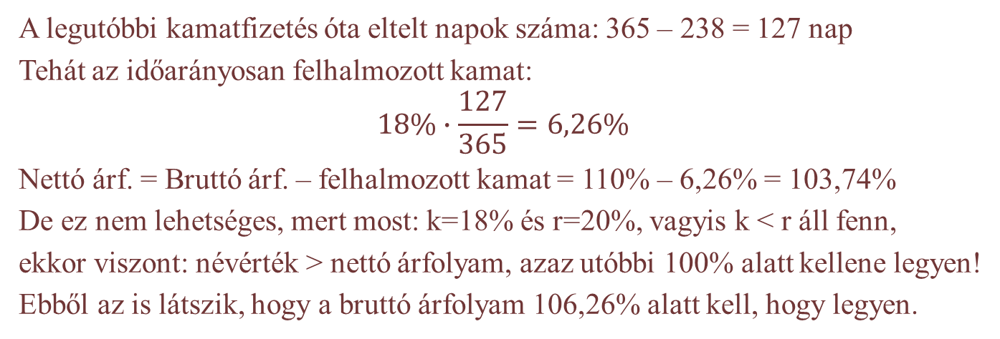 A legutóbbi kamatfizetés óta eltelt napok száma: 365 – 238 = 127 nap
Tehát az időarányosan felhalmozott kamat:
18% · 127/365 = 6,26%
Nettó árf. = Bruttó árf. – felhalmozott kamat = 110% – 6,26% = 103,74%
De ez nem lehetséges, mert most: k=18% és r=20%, vagyis k < r áll fenn,
ekkor viszont: névérték > nettó árfolyam, azaz utóbbi 100% alatt kellene legyen!
Ebből az is látszik, hogy a bruttó árfolyam 106,26% alatt kell, hogy legyen.